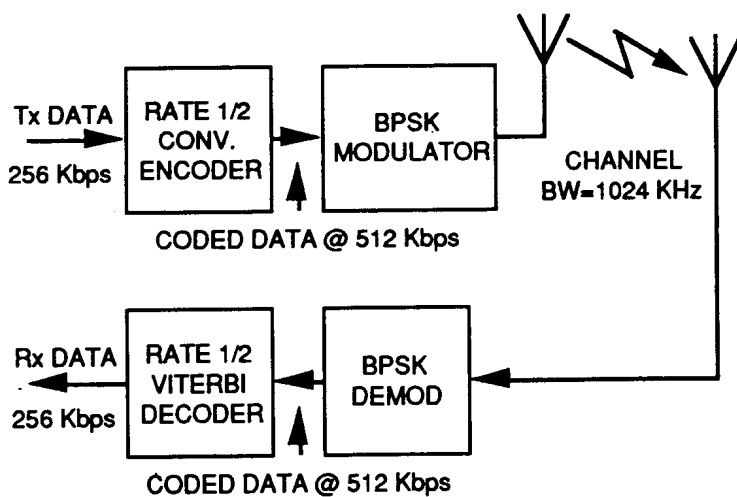 Tx DATA
256 Kbps
RATE 1/2
CONV.
ENCODER
BPSK
MODULATOR
CHANNEL
BW=1024 KHz
CODED DATA @ 512 Kbps
Rx DATA
256 Kbps
RATE 1/2
VITERBI
DECODER
BPSK
DEMOD
CODED DATA @ 512 Kbps